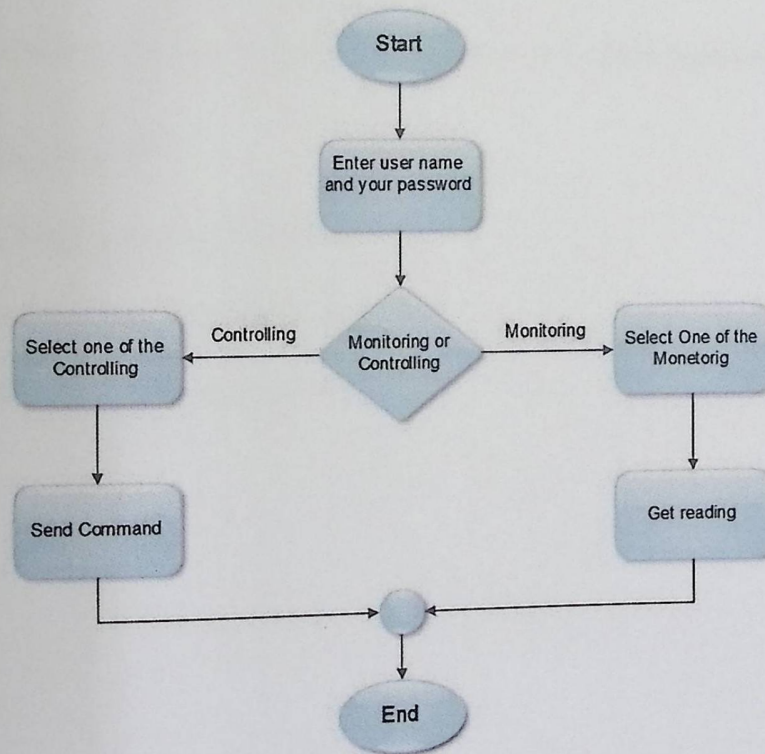 Start
Enter user name
and your password
Controlling
Monitoring or
Controlling
Monitoring
Select one of the
Controlling
Select One of the
Monetorig
Send Command
Get reading
End